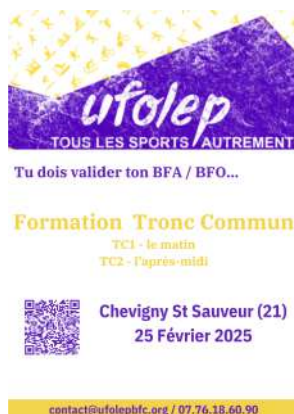 ufolep
TOUS LES SPORTS AUTREMENT
Tu dois valider ton BFA / BFO...
Formation Tronc Commun
TC1 - le matin
TC2 - l'après-midi
Chevigny St Sauveur (21)
25 Février 2025
contact@ufolepbfc.org / 07.76.18.60.90